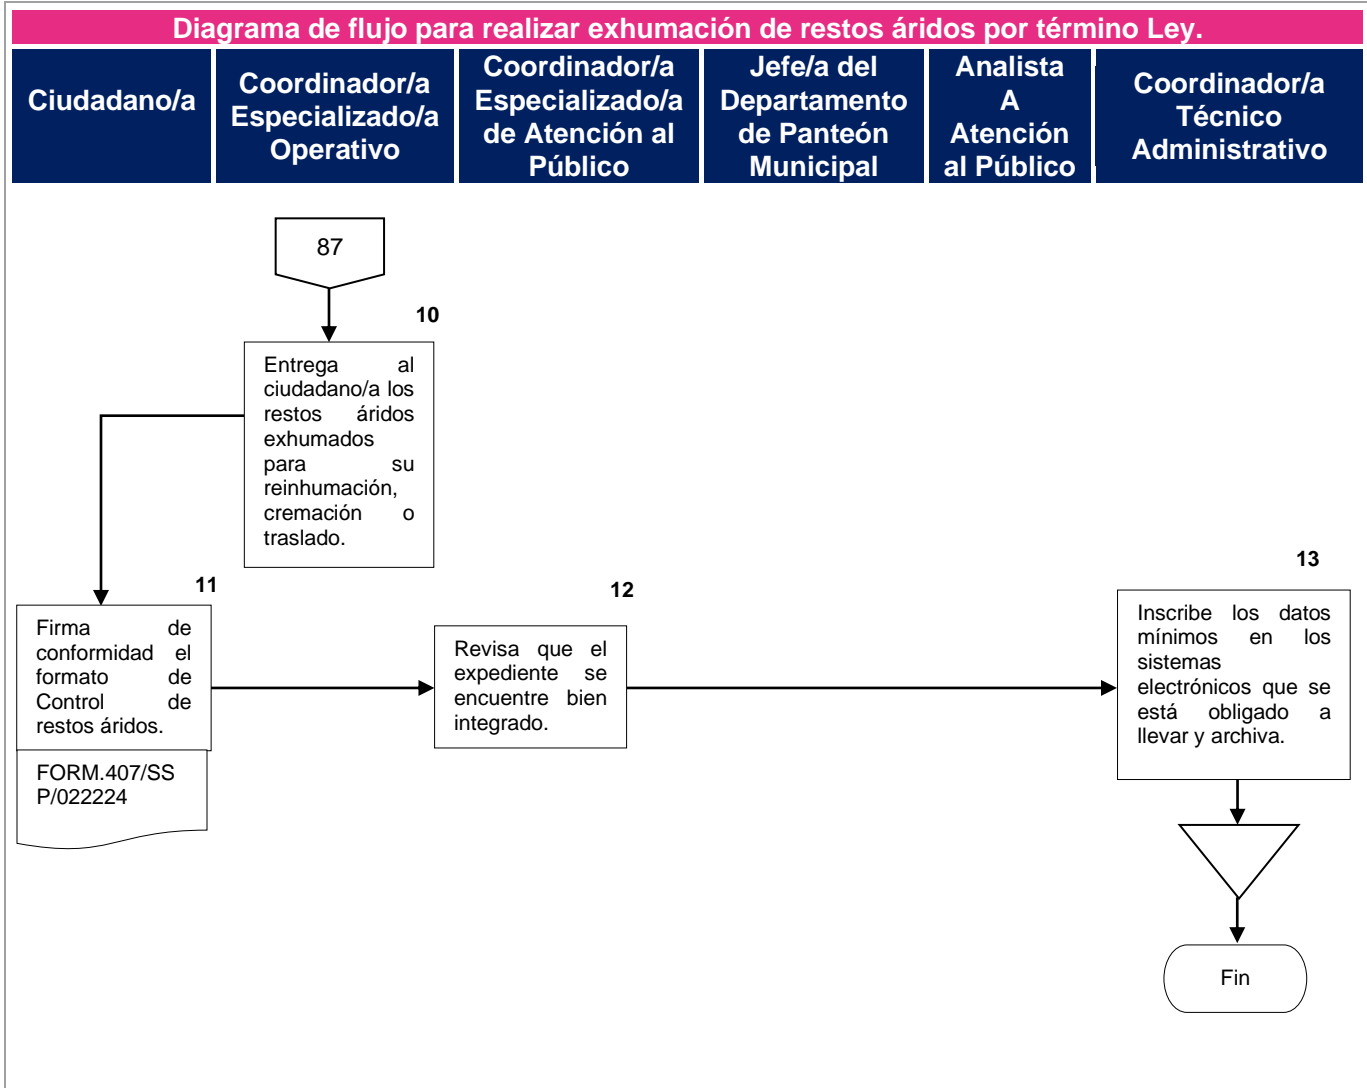 Diagrama de flujo para realizar exhumación de restos áridos por término Ley.
Ciudadano/a
Coordinador/a
Especializado/a
Operativo
Coordinador/a
Especializado/a
de Atención al
Público
Jefe/a del
Departamento
de Panteón
Municipal
Analista
A
Atención
al Público
Coordinador/a
Técnico
Administrativo
87
10
Entrega al
ciudadano/a los
restos áridos
exhumados
para su
reinhumación,
cremación o
traslado.
11
Firma de
conformidad el
formato de
Control de
restos áridos.
FORM.407/SS
P/022224
12
Revisa que el
expediente se
encuentre bien
integrado.
13
Inscribe los datos
mínimos en los
sistemas
electrónicos que se
está obligado a
llevar y archiva.
Fin